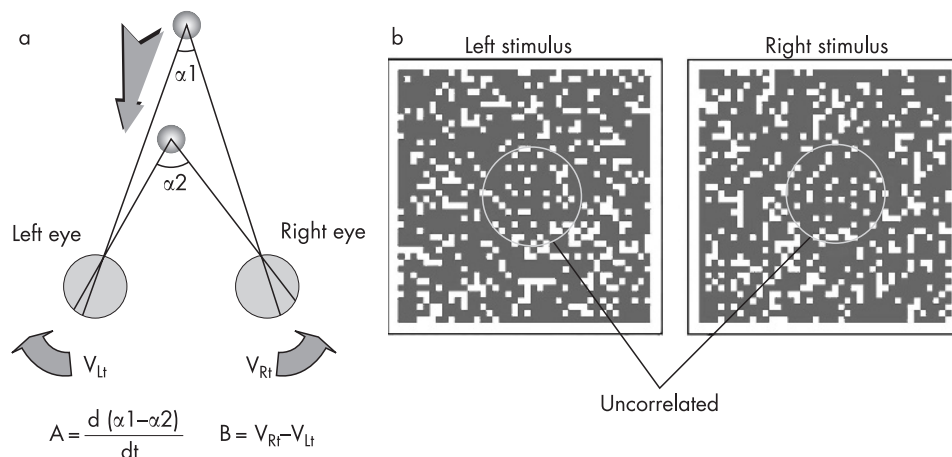 a
α1
α2
Left eye
Right eye
V_Lt
V_Rt
A = d (α1–α2) / dt
B = V_Rt–V_Lt
b
Left stimulus
Right stimulus
Uncorrelated